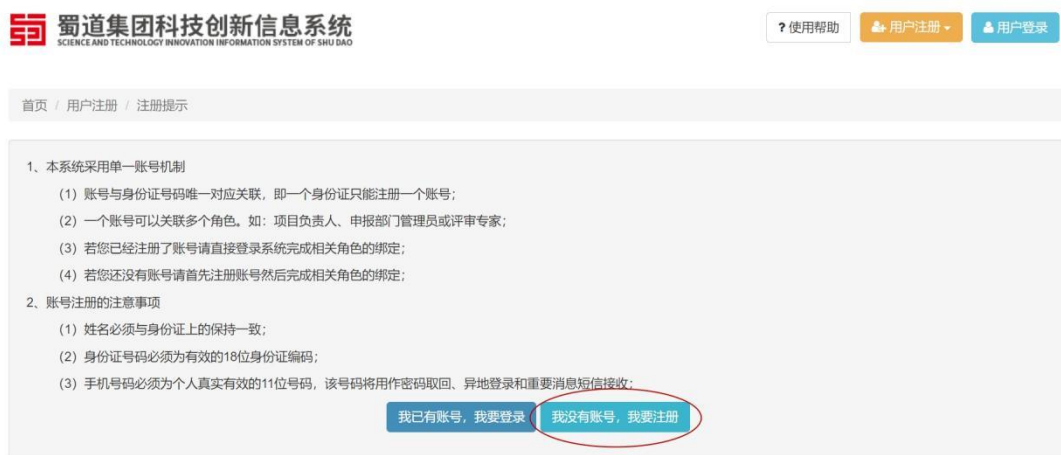 蜀道集团科技创新信息系统
SCIENCE AND TECHNOLOGY INNOVATION INFORMATION SYSTEM OF SHU DAO
? 使用帮助
用户注册
用户登录
首页 / 用户注册 / 注册提示
1、本系统采用单一账号机制
(1) 账号与身份证号码唯一对应关联，即一个身份证只能注册一个账号；
(2) 一个账号可以关联多个角色。如：项目负责人、申报部门管理员或评审专家；
(3) 若您已经注册了账号请直接登录系统完成相关角色的绑定；
(4) 若您还没有账号请首先注册账号然后完成相关角色的绑定；
2、账号注册的注意事项
(1) 姓名必须与身份证上的保持一致；
(2) 身份证号码必须为有效的18位身份证编码；
(3) 手机号码必须为个人真实有效的11位号码，该号码将用作密码取回、异地登录和重要消息短信接收；
我已有账号，我要登录
我没有账号，我要注册